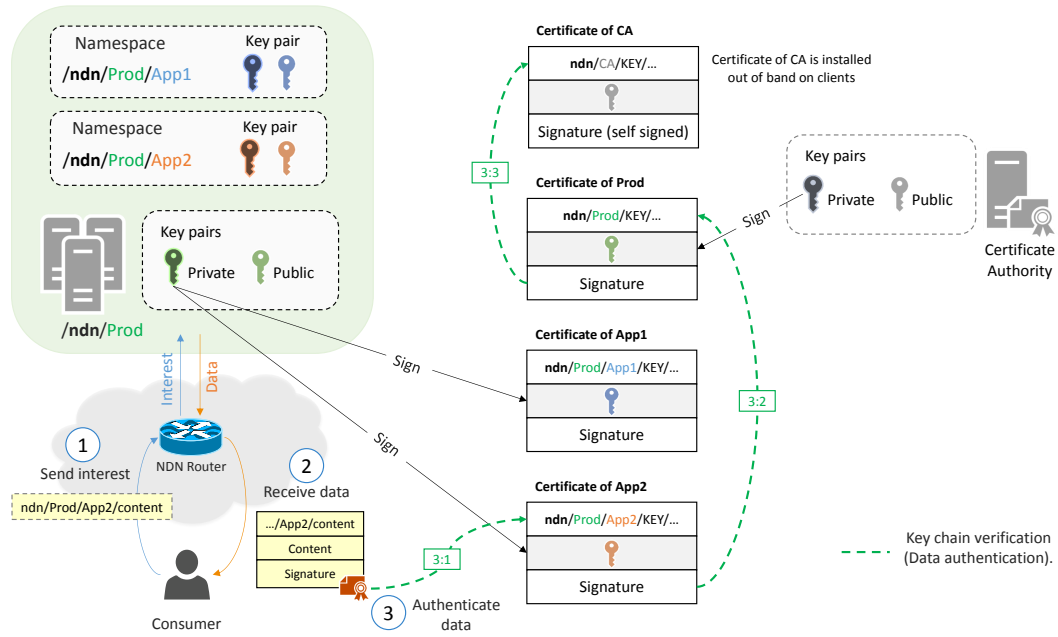 Namespace
Key pair
/ndn/Prod/App1
Namespace
Key pair
/ndn/Prod/App2
Key pairs
Private
Public
/ndn/Prod
Interest
Data
1
Send interest
NDN Router
ndn/Prod/App2/content
2
Receive data
.../App2/content
Content
Signature
Consumer
3
Authenticate
data
Sign
Sign
Certificate of CA
ndn/CA/KEY/...
Signature (self signed)
Certificate of CA is installed
out of band on clients
3:3
Certificate of Prod
ndn/Prod/KEY/...
Signature
Sign
Key pairs
Private
Public
Certificate
Authority
Certificate of App1
ndn/Prod/App1/KEY/...
Signature
3:2
Certificate of App2
ndn/Prod/App2/KEY/...
Signature
3:1
Key chain verification
(Data authentication).